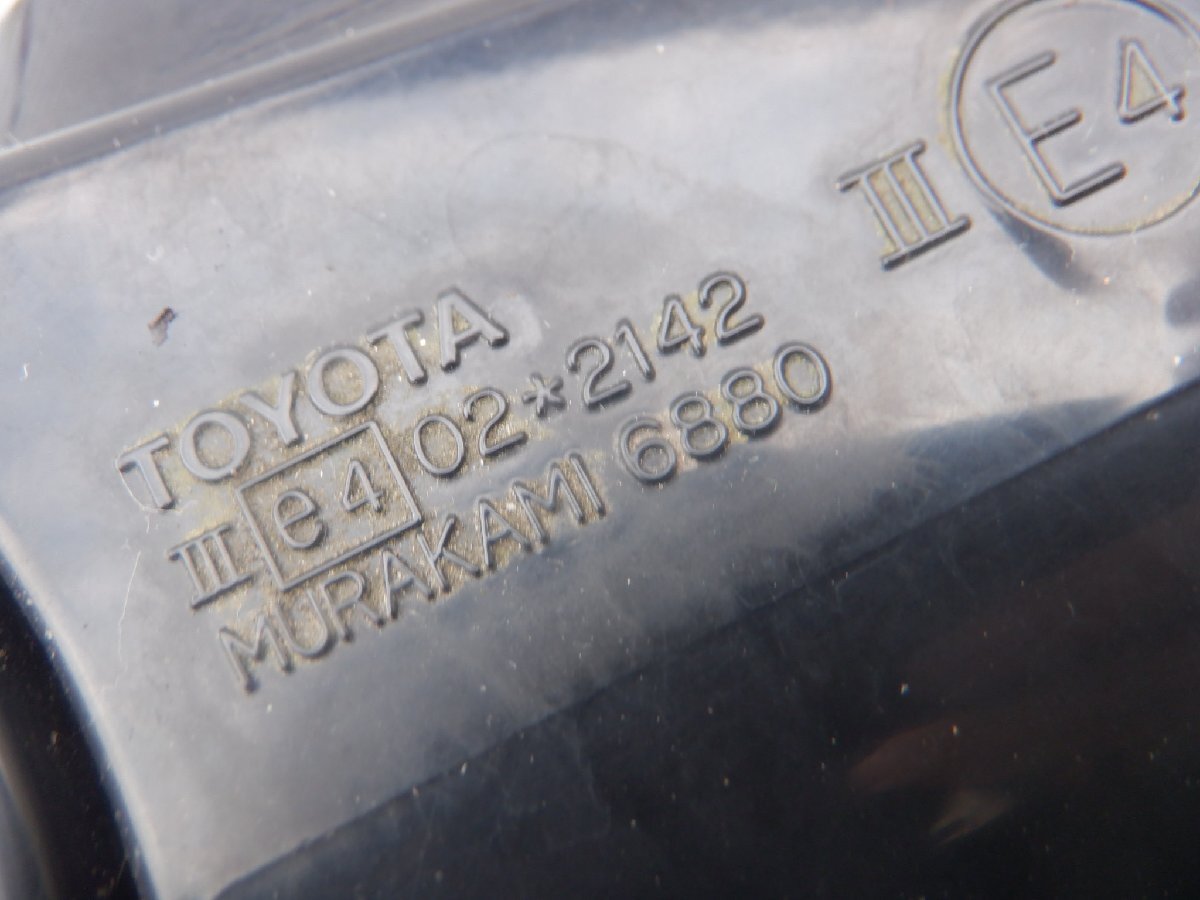 III E4
TOYOTA
III e4 02*2142
MURAKAMI 6880